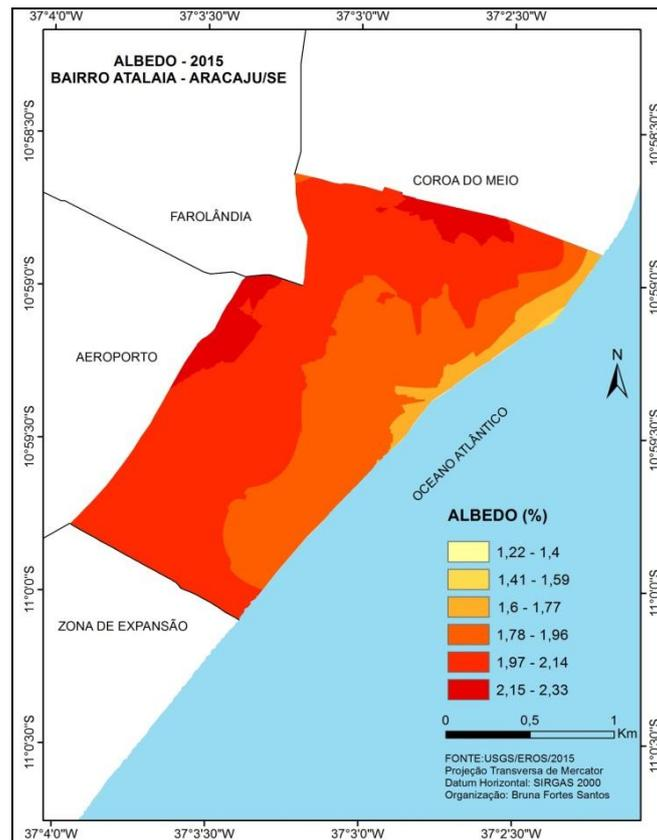 37°4'0"W 37°3'30"W 37°3'0"W 37°2'30"W
ALBEDO - 2015
BAIRRO ATALAIA - ARACAJU/SE
10°58'30"S
10°58'30"S
COROA DO MEIO
FAROLÂNDIA
10°59'0"S
10°59'0"S
AEROPORTO
N
10°59'30"S
10°59'30"S
OCEANO ATLÂNTICO
ALBEDO (%)
1,22 - 1,4
1,41 - 1,59
1,6 - 1,77
1,78 - 1,96
1,97 - 2,14
2,15 - 2,33
11°0'0"S
11°0'0"S
ZONA DE EXPANSÃO
0 0,5 1
Km
11°0'30"S
11°0'30"S
FONTE:USGS/EROS/2015
Projeção Transversa de Mercator
Datum Horizontal: SIRGAS 2000
Organização: Bruna Fortes Santos
37°4'0"W 37°3'30"W 37°3'0"W 37°2'30"W